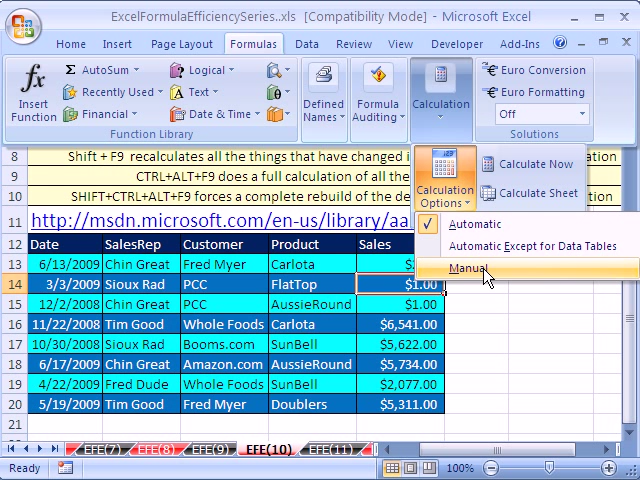 ExcelFormulaEfficiencySeries..xls [Compatibility Mode] - Microsoft Excel
Home Insert Page Layout Formulas Data Review View Developer Add-Ins
fx Insert Function
Σ AutoSum
Recently Used
Financial
Logical
Text
Date & Time
Function Library
Defined Names
Formula Auditing
Calculation
Euro Conversion
Euro Formatting
Off
Solutions
Calculation Options
Calculate Now
Calculate Sheet
Automatic
Automatic Except for Data Tables
Manual
8 Shift + F9 recalculates all the things that have changed
9 CTRL+ALT+F9 does a full calculation of all the
10 SHIFT+CTRL+ALT+F9 forces a complete rebuild of the
11 http://msdn.microsoft.com/en-us/library/aa
12 Date SalesRep Customer Product Sales
13 6/13/2009 Chin Great Fred Myer Carlota
14 3/3/2009 Sioux Rad PCC FlatTop $1.00
15 12/2/2008 Chin Great PCC AussieRound $1.00
16 11/22/2008 Tim Good Whole Foods Carlota $6,541.00
17 10/30/2008 Sioux Rad Booms.com SunBell $5,622.00
18 6/17/2009 Chin Great Amazon.com AussieRound $5,734.00
19 4/22/2009 Fred Dude Whole Foods SunBell $2,077.00
20 5/19/2009 Tim Good Fred Myer Doublers $5,311.00
21
EFE(7) EFE(8) EFE(9) EFE(10) EFE(11)
Ready 100%